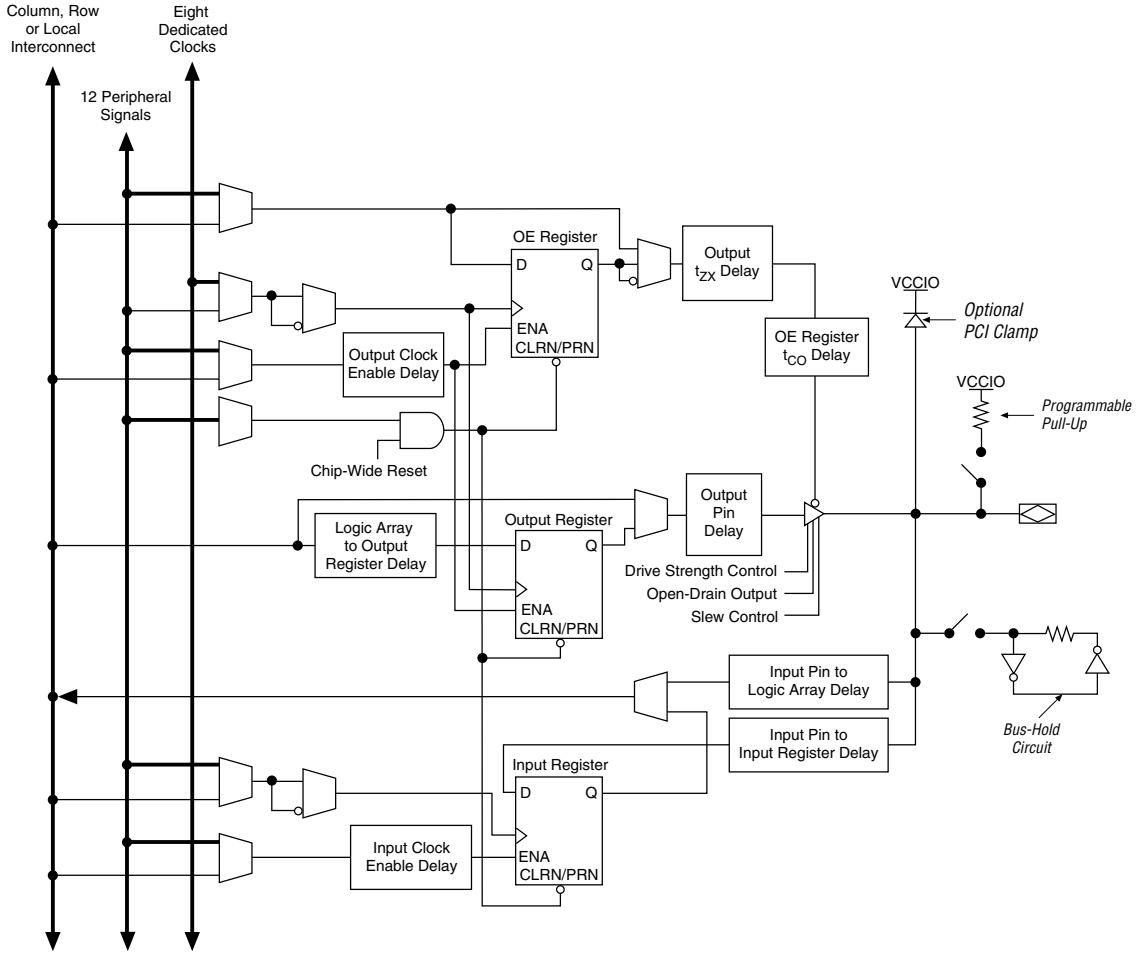 Column, Row
or Local
Interconnect
Eight
Dedicated
Clocks
12 Peripheral
Signals
OE Register
D
Q
ENA
CLRN/PRN
Output
tZX Delay
OE Register
tCO Delay
VCCIO
Optional
PCI Clamp
VCCIO
Programmable
Pull-Up
Output Clock
Enable Delay
Chip-Wide Reset
Output
Pin
Delay
Logic Array
to Output
Register Delay
Output Register
D
Q
ENA
CLRN/PRN
Drive Strength Control
Open-Drain Output
Slew Control
Input Pin to
Logic Array Delay
Input Pin to
Input Register Delay
Bus-Hold
Circuit
Input Register
D
Q
ENA
CLRN/PRN
Input Clock
Enable Delay